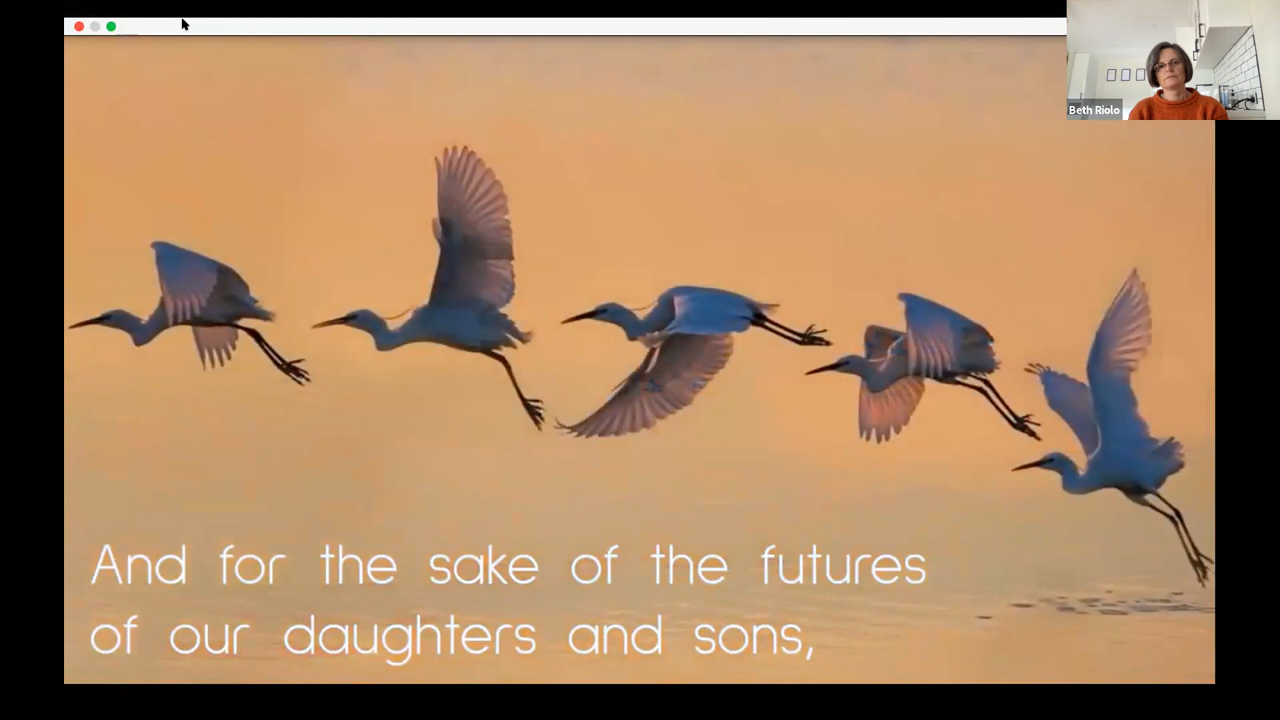 Beth Riolo
And for the sake of the futures
of our daughters and sons,